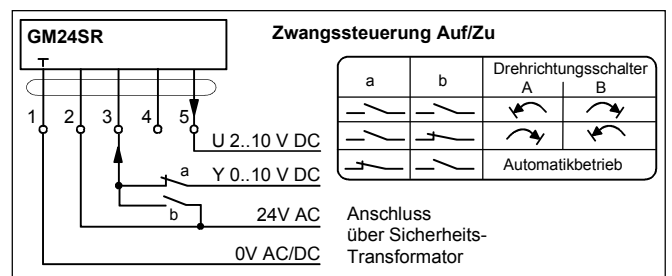 GM24SR
Zwangssteuerung Auf/Zu
a b Drehrichtungsschalter
A B
Automatikbetrieb
1 2 3 4 5
U 2..10 V DC
a
Y 0..10 V DC
b
24V AC
0V AC/DC
Anschluss
über Sicherheits-
Transformator